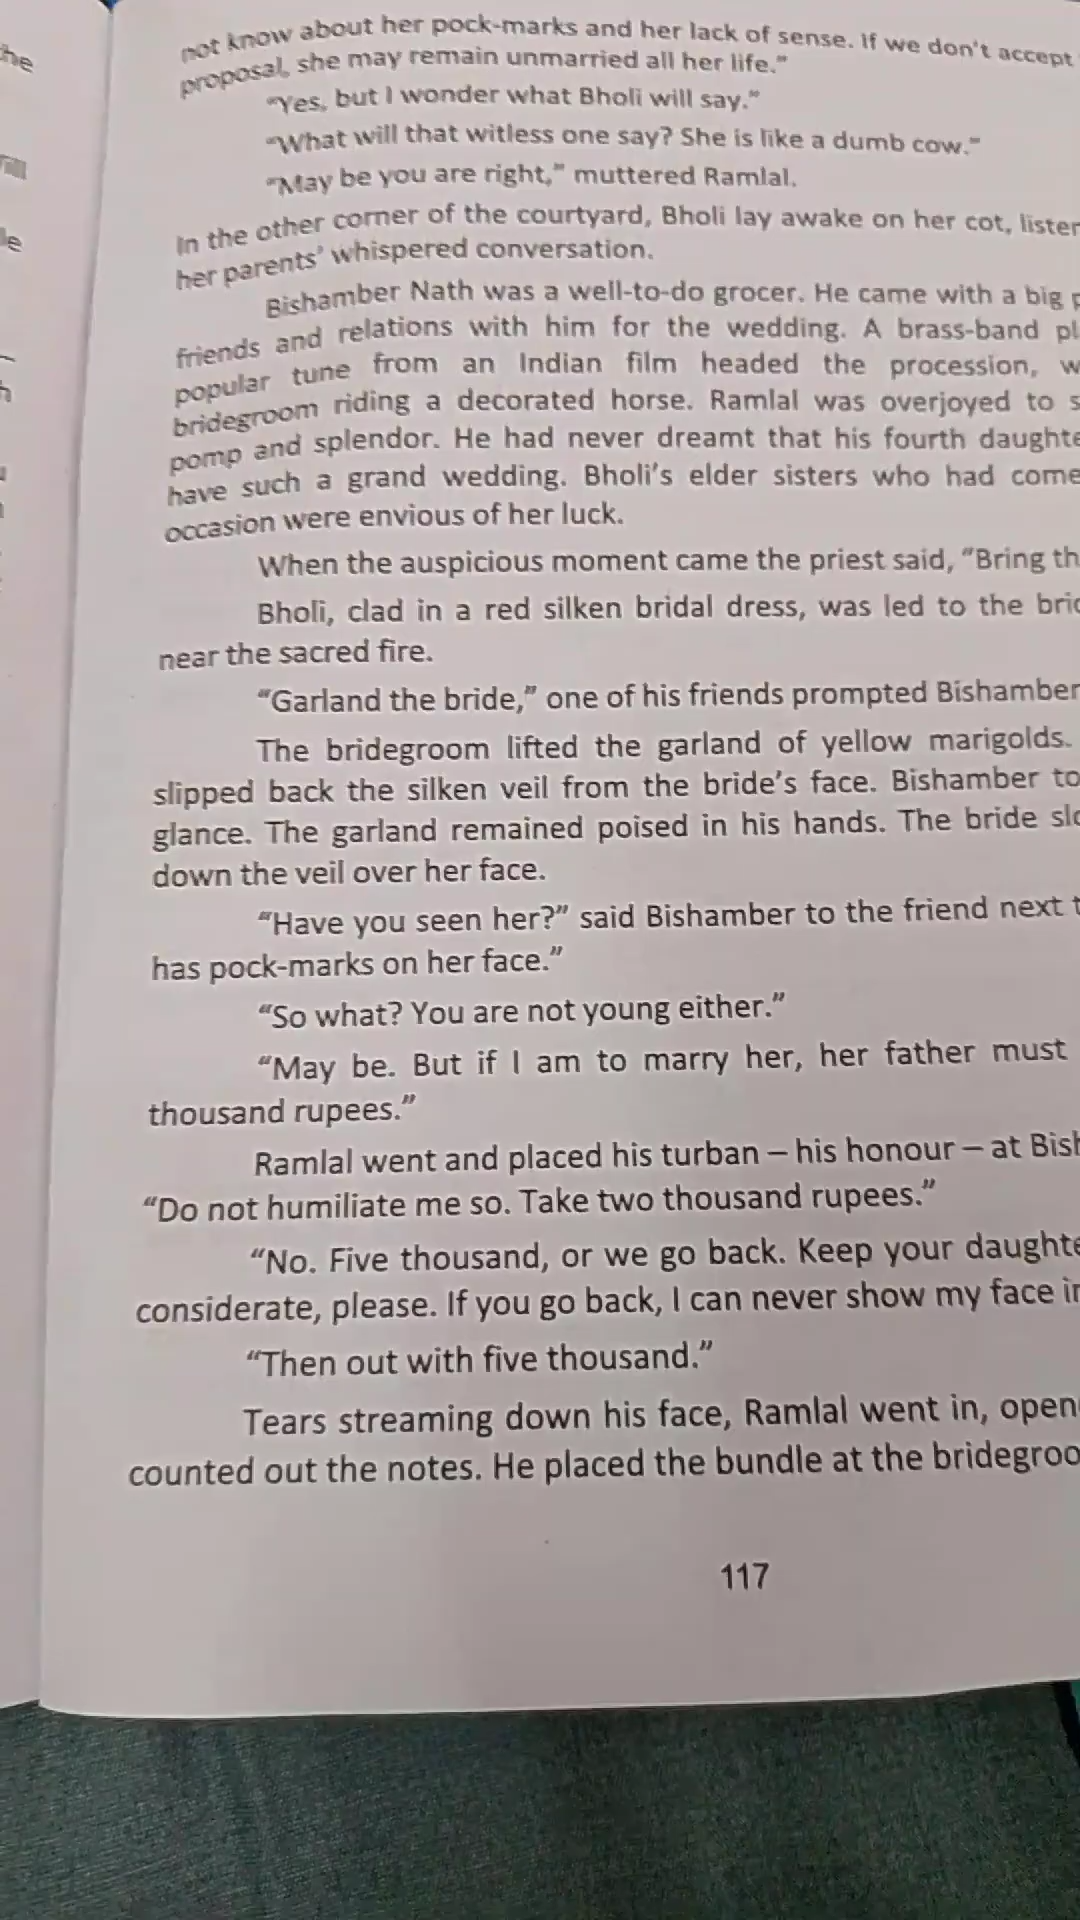 he
not know about her pock-marks and her lack of sense. If we don't accept
proposal, she may remain unmarried all her life."
"Yes, but I wonder what Bholi will say."
"What will that witless one say? She is like a dumb cow."
"May be you are right," muttered Ramlal.
In the other corner of the courtyard, Bholi lay awake on her cot, listen
her parents' whispered conversation.
Bishamber Nath was a well-to-do grocer. He came with a big p
friends and relations with him for the wedding. A brass-band pl
popular tune from an Indian film headed the procession, w
bridegroom riding a decorated horse. Ramlal was overjoyed to s
pomp and splendor. He had never dreamt that his fourth daughte
have such a grand wedding. Bholi's elder sisters who had come
occasion were envious of her luck.
When the auspicious moment came the priest said, "Bring th
Bholi, clad in a red silken bridal dress, was led to the brid
near the sacred fire.
"Garland the bride," one of his friends prompted Bishamber
The bridegroom lifted the garland of yellow marigolds.
slipped back the silken veil from the bride's face. Bishamber to
glance. The garland remained poised in his hands. The bride slo
down the veil over her face.
"Have you seen her?" said Bishamber to the friend next t
has pock-marks on her face."
"So what? You are not young either."
"May be. But if I am to marry her, her father must
thousand rupees."
Ramlal went and placed his turban – his honour – at Bish
"Do not humiliate me so. Take two thousand rupees."
"No. Five thousand, or we go back. Keep your daughte
considerate, please. If you go back, I can never show my face in
"Then out with five thousand."
Tears streaming down his face, Ramlal went in, open
counted out the notes. He placed the bundle at the bridegroo
117